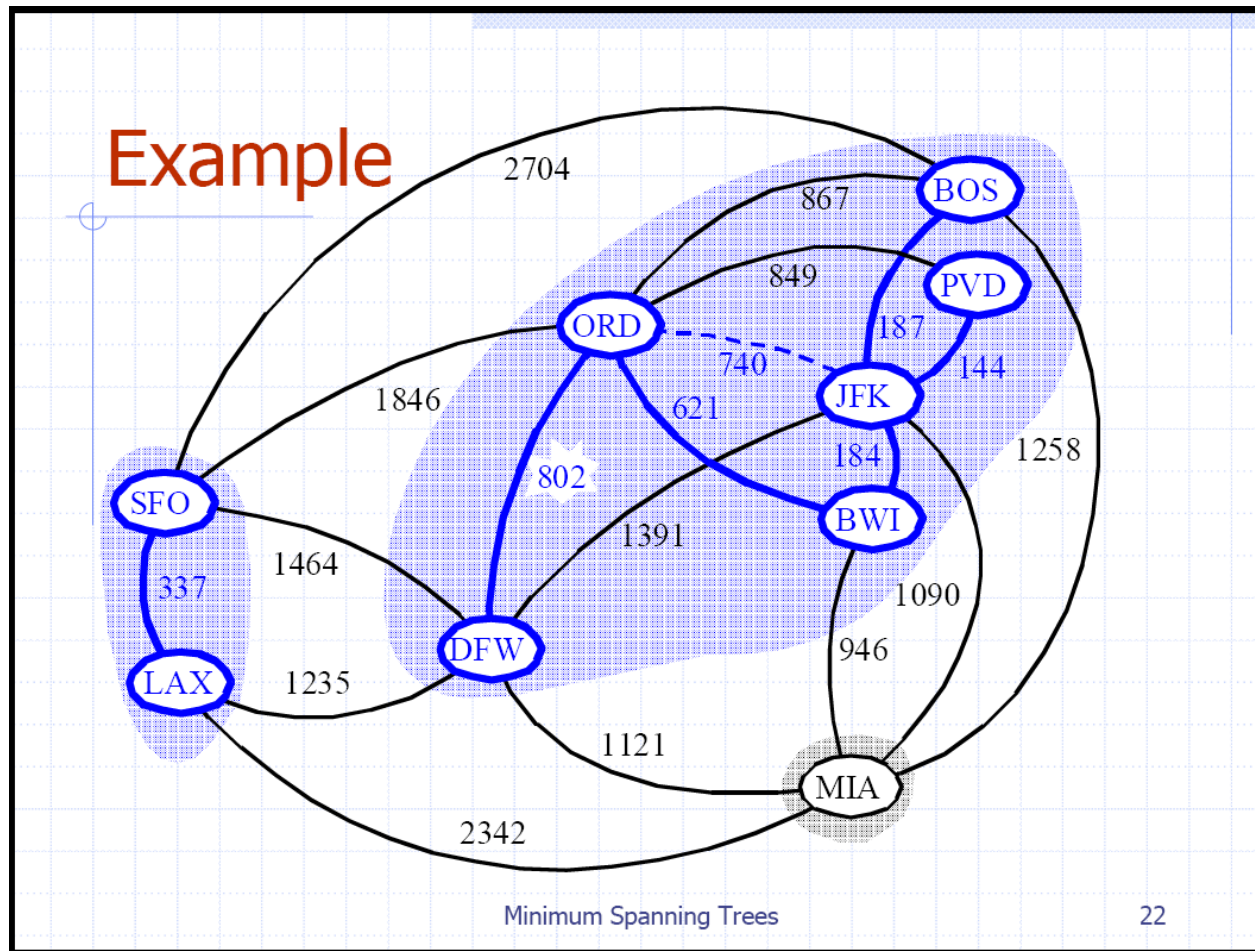 Example
2704
867
BOS
849
PVD
ORD
187
740
144
JFK
1846
621
184
1258
802
SFO
BWI
1391
1464
337
1090
DFW
946
LAX
1235
1121
MIA
2342
Minimum Spanning Trees
22